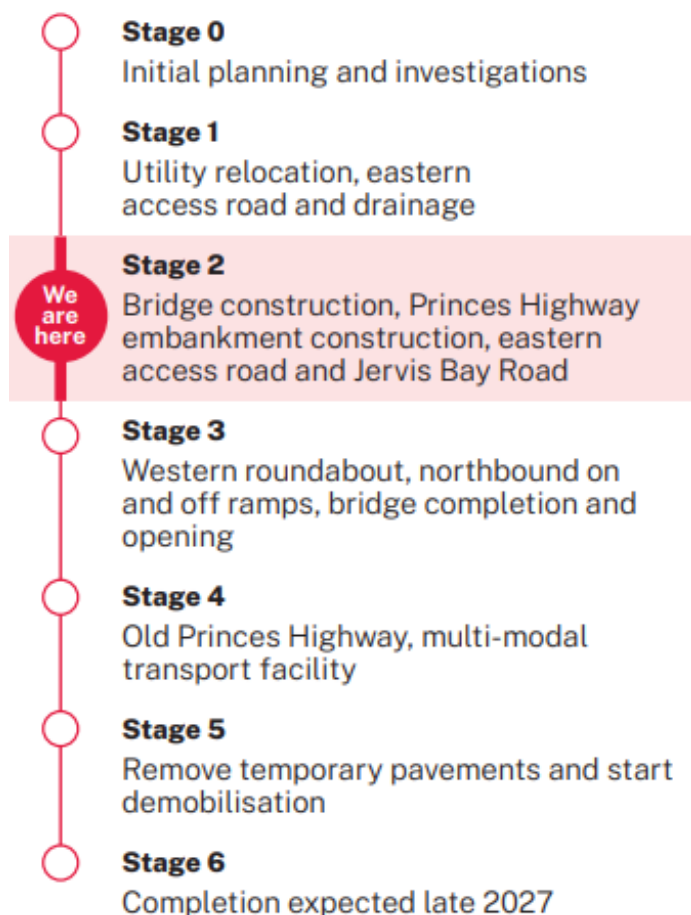 Stage 0
Initial planning and investigations
Stage 1
Utility relocation, eastern
access road and drainage
We
are
here
Stage 2
Bridge construction, Princes Highway
embankment construction, eastern
access road and Jervis Bay Road
Stage 3
Western roundabout, northbound on
and off ramps, bridge completion and
opening
Stage 4
Old Princes Highway, multi-modal
transport facility
Stage 5
Remove temporary pavements and start
demobilisation
Stage 6
Completion expected late 2027